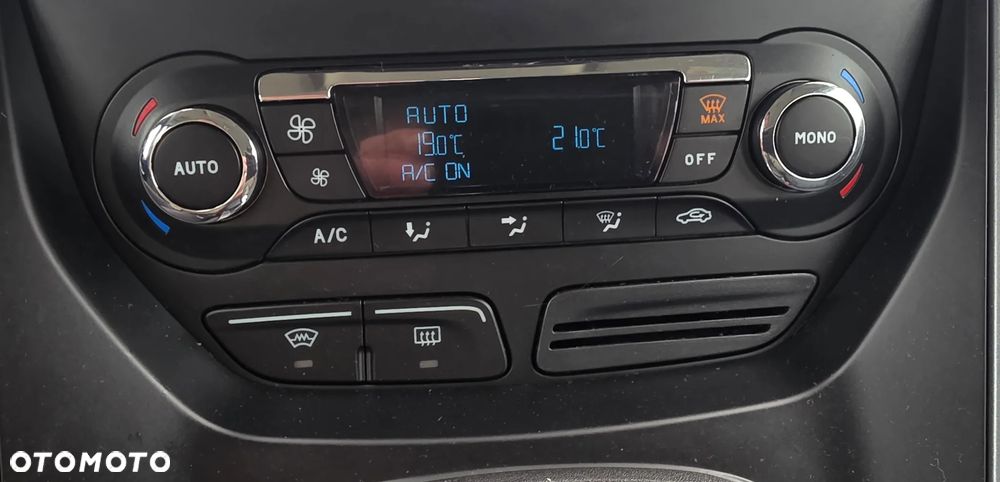 AUTO
19.0°C
21.0°C
A/C ON
MAX
OFF
AUTO
MONO
A/C
OTOMOTO